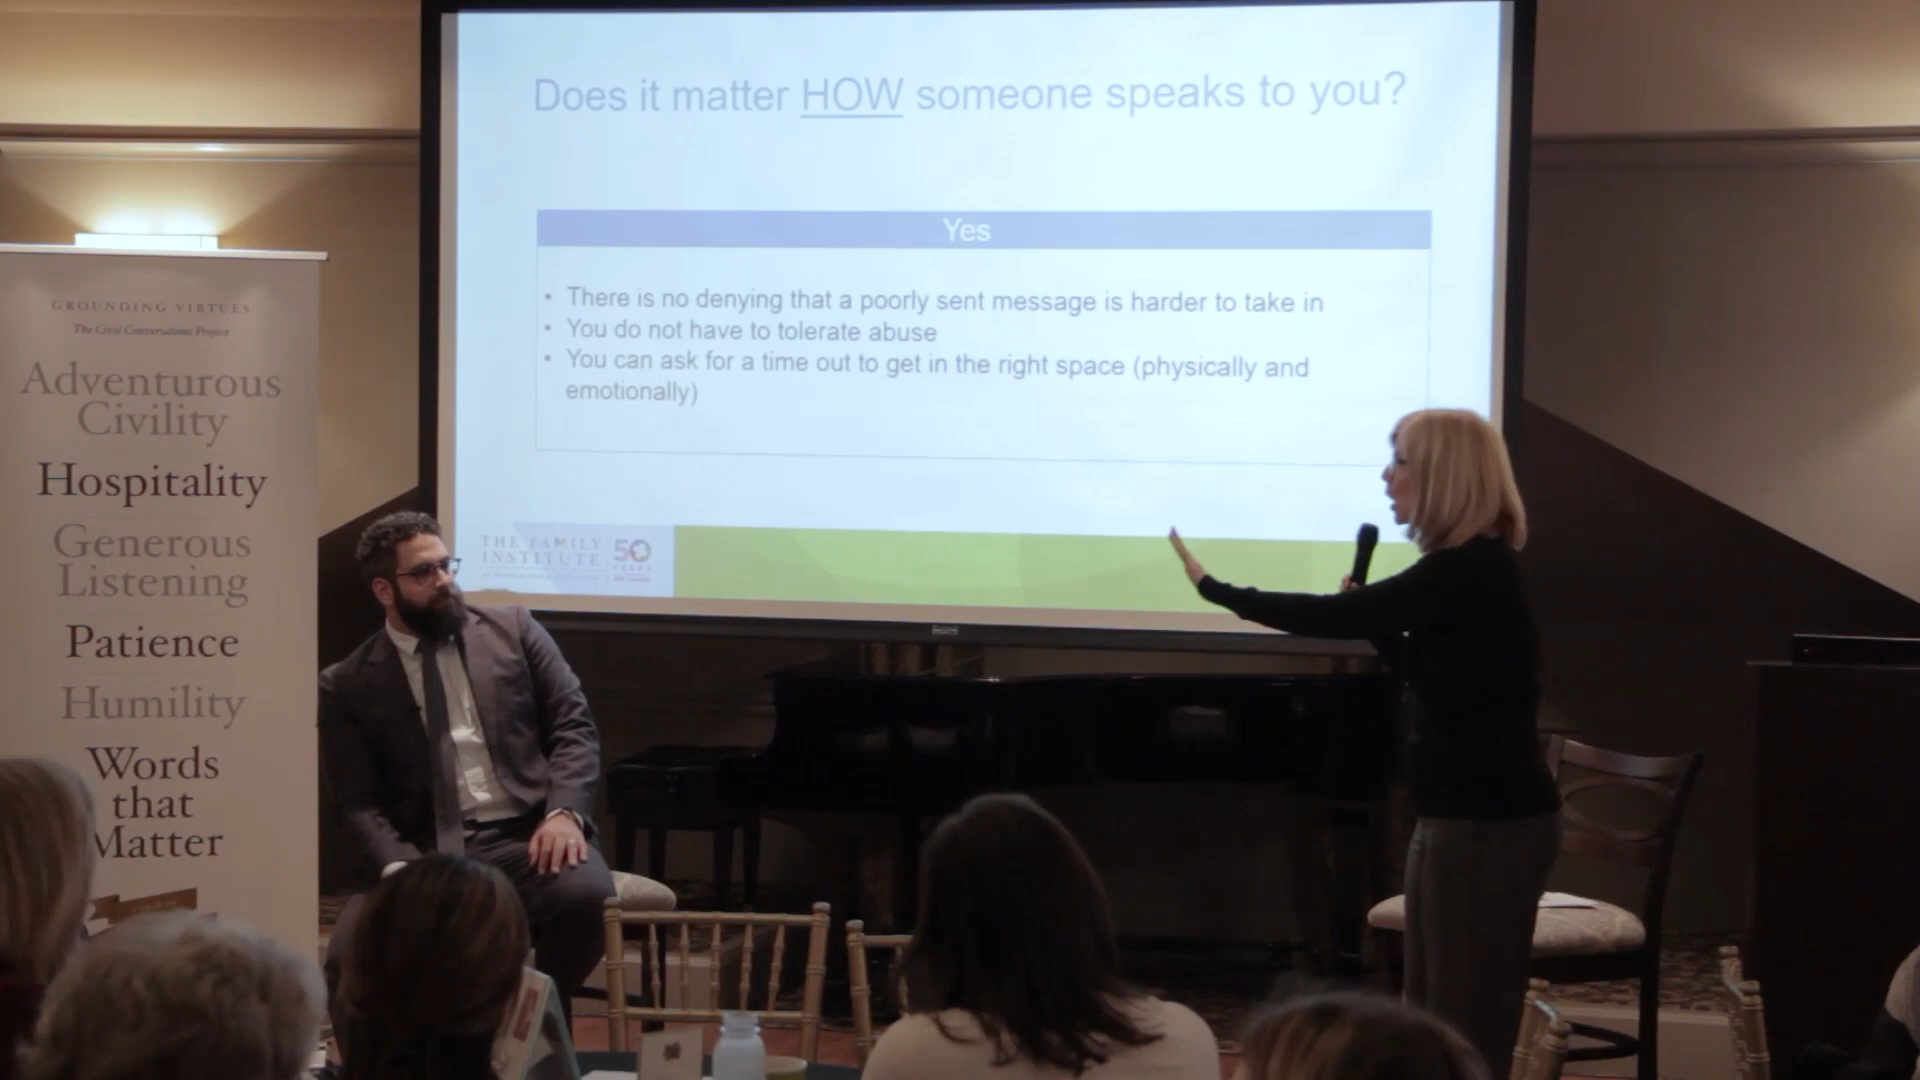 Does it matter HOW someone speaks to you?
Yes
• There is no denying that a poorly sent message is harder to take in
• You do not have to tolerate abuse
• You can ask for a time out to get in the right space (physically and
emotionally)
THE FAMILY
INSTITUTE
50
YEARS
GROUNDING VIRTUES
The Civil Conversations Project
Adventurous
Civility
Hospitality
Generous
Listening
Patience
Humility
Words
that
Matter